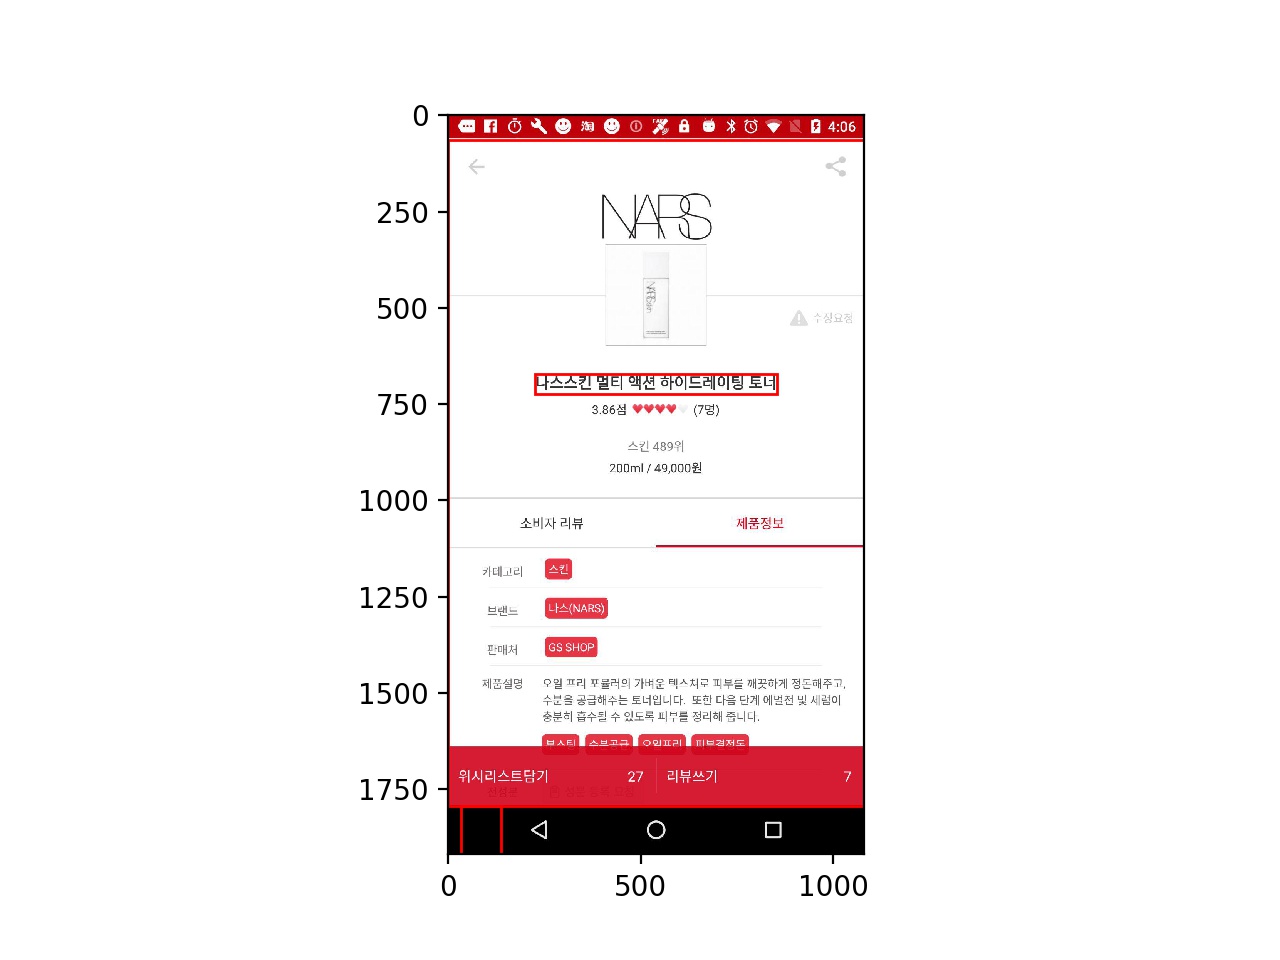 0
250
500
750
1000
1250
1500
1750
0 500 1000
4:06
NARS
수정요청
나스스킨 멀티 액션 하이드레이팅 토너
3.86점 (7명)
스킨 489위
200ml / 49,000원
소비자 리뷰 제품정보
카테고리 스킨
브랜드 나스(NARS)
판매처 GS SHOP
제품설명 오일 프리 포뮬러의 가벼운 텍스쳐로 피부를 깨끗하게 정돈해주고,
수분을 공급해주는 토너입니다. 또한 다음 단계 에멀전 및 세럼이
충분히 흡수될 수 있도록 피부를 정리해 줍니다.
부스팅 수분공급 오일프리 피부결정돈
위시리스트담기 27 리뷰쓰기 7